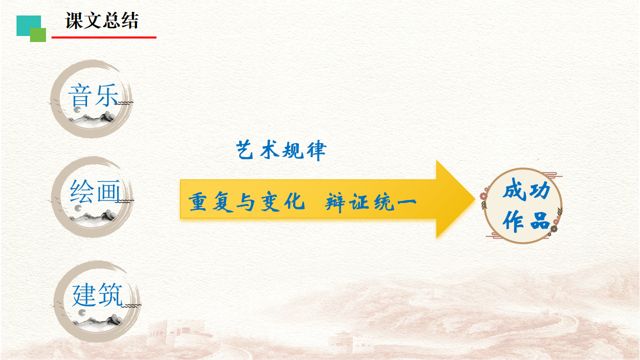 课文总结
音乐
绘画
建筑
艺术规律
重复与变化 辩证统一
成功
作品